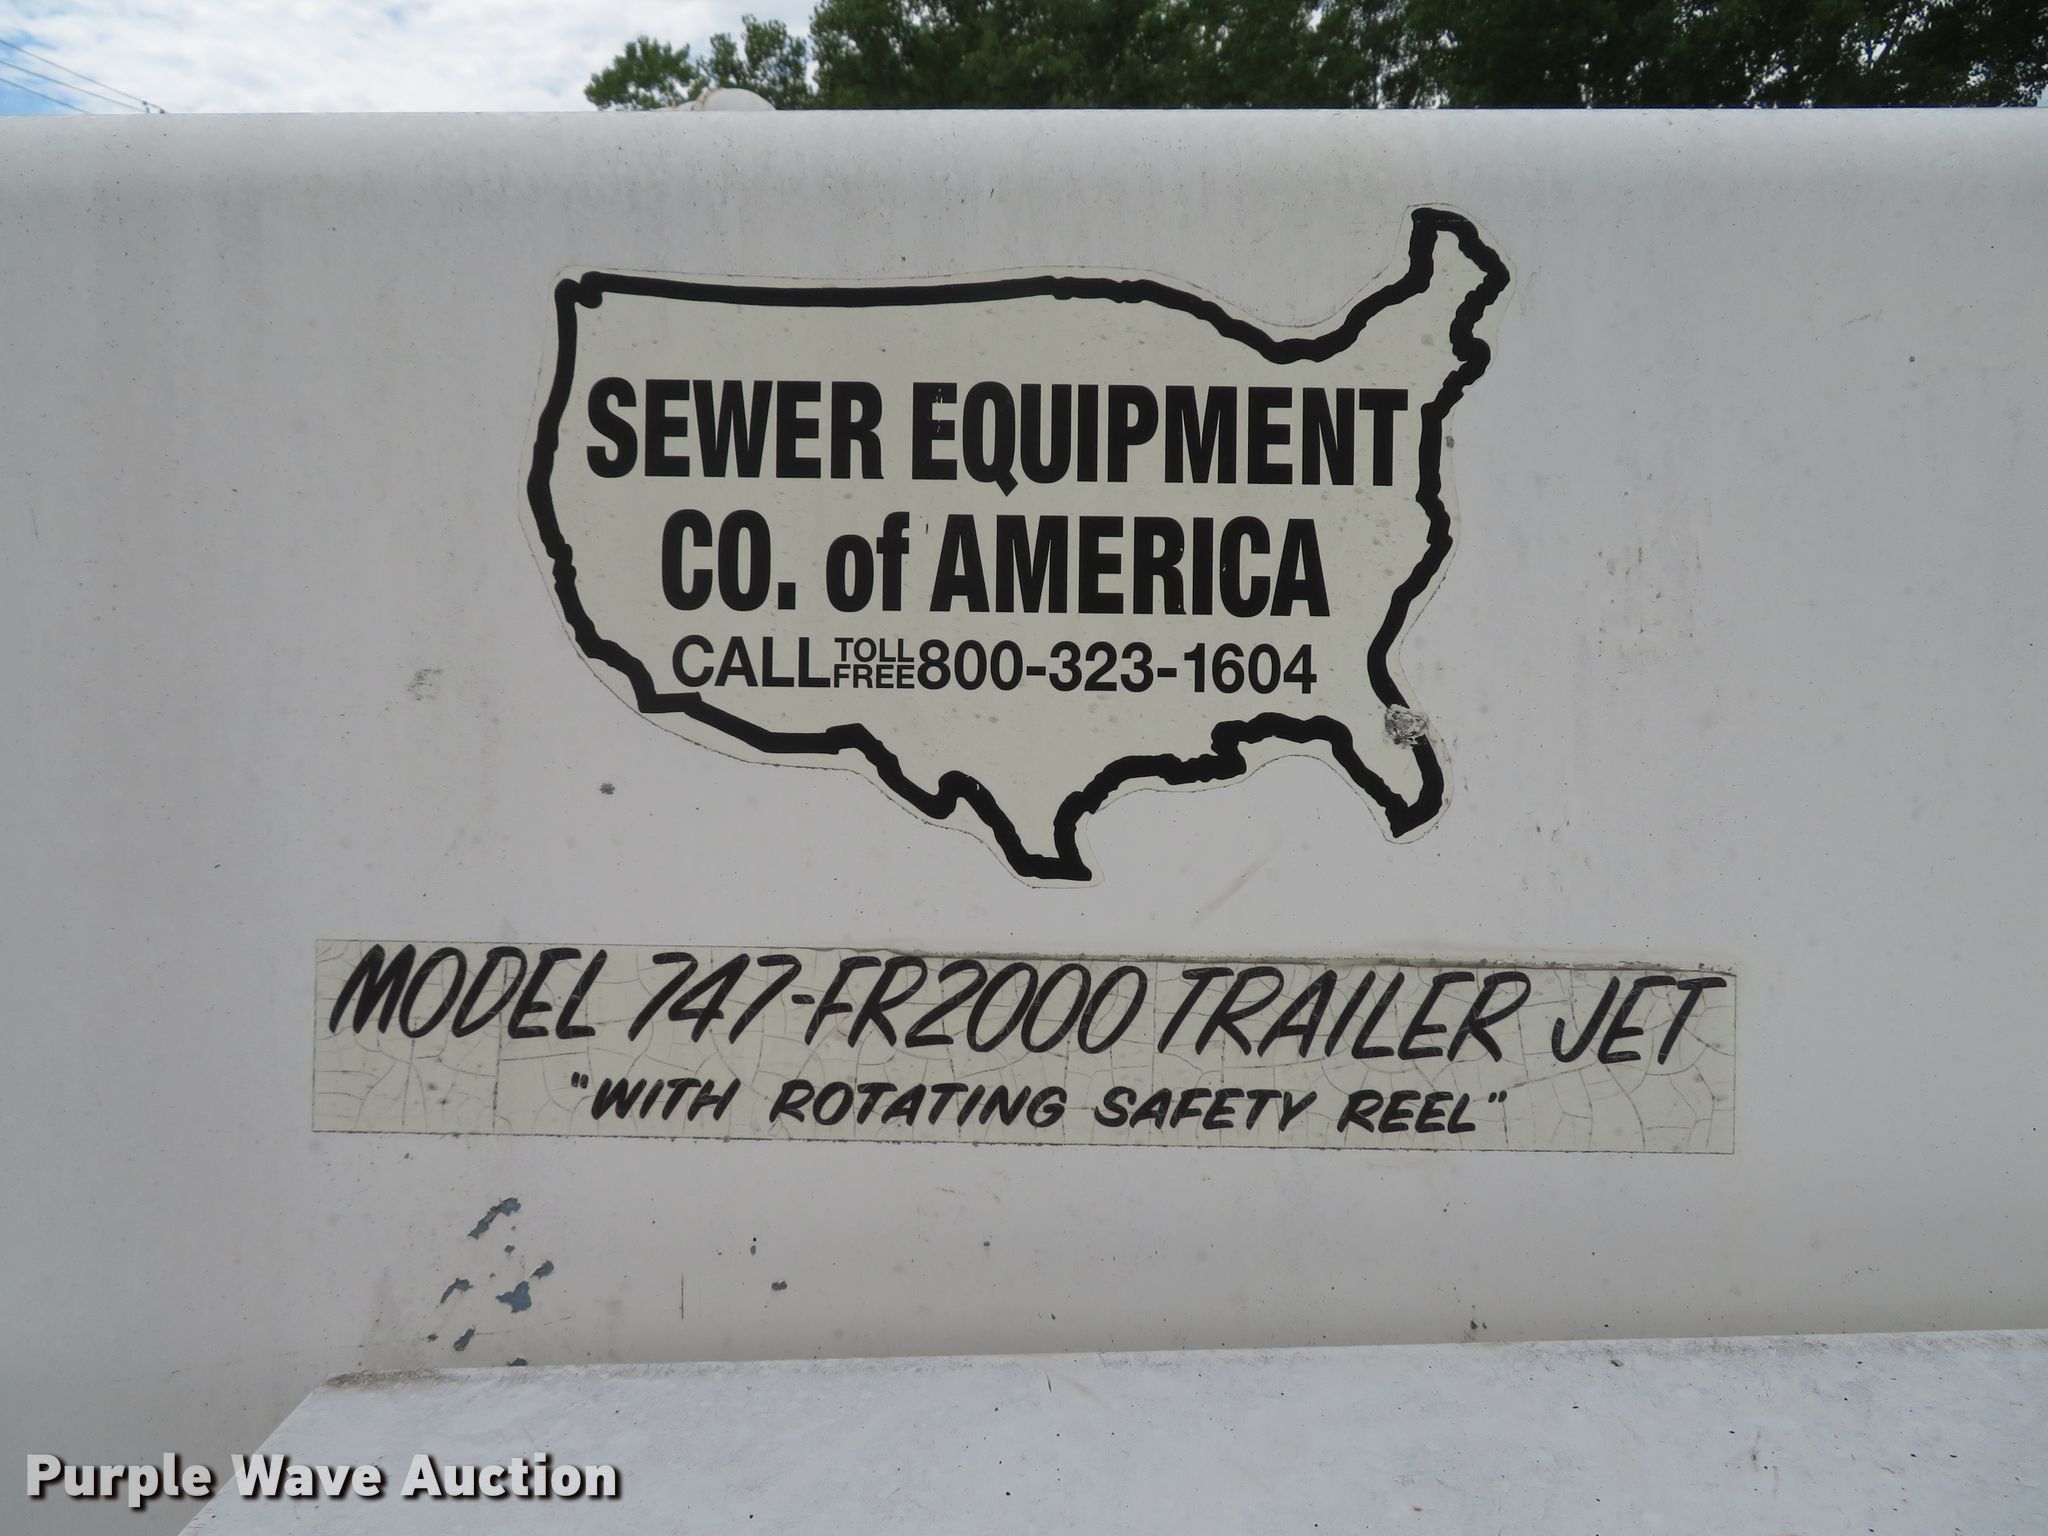 SEWER EQUIPMENT
CO. of AMERICA
CALL TOLL FREE 800-323-1604
MODEL 747-FR2000 TRAILER JET
"WITH ROTATING SAFETY REEL"
Purple Wave Auction